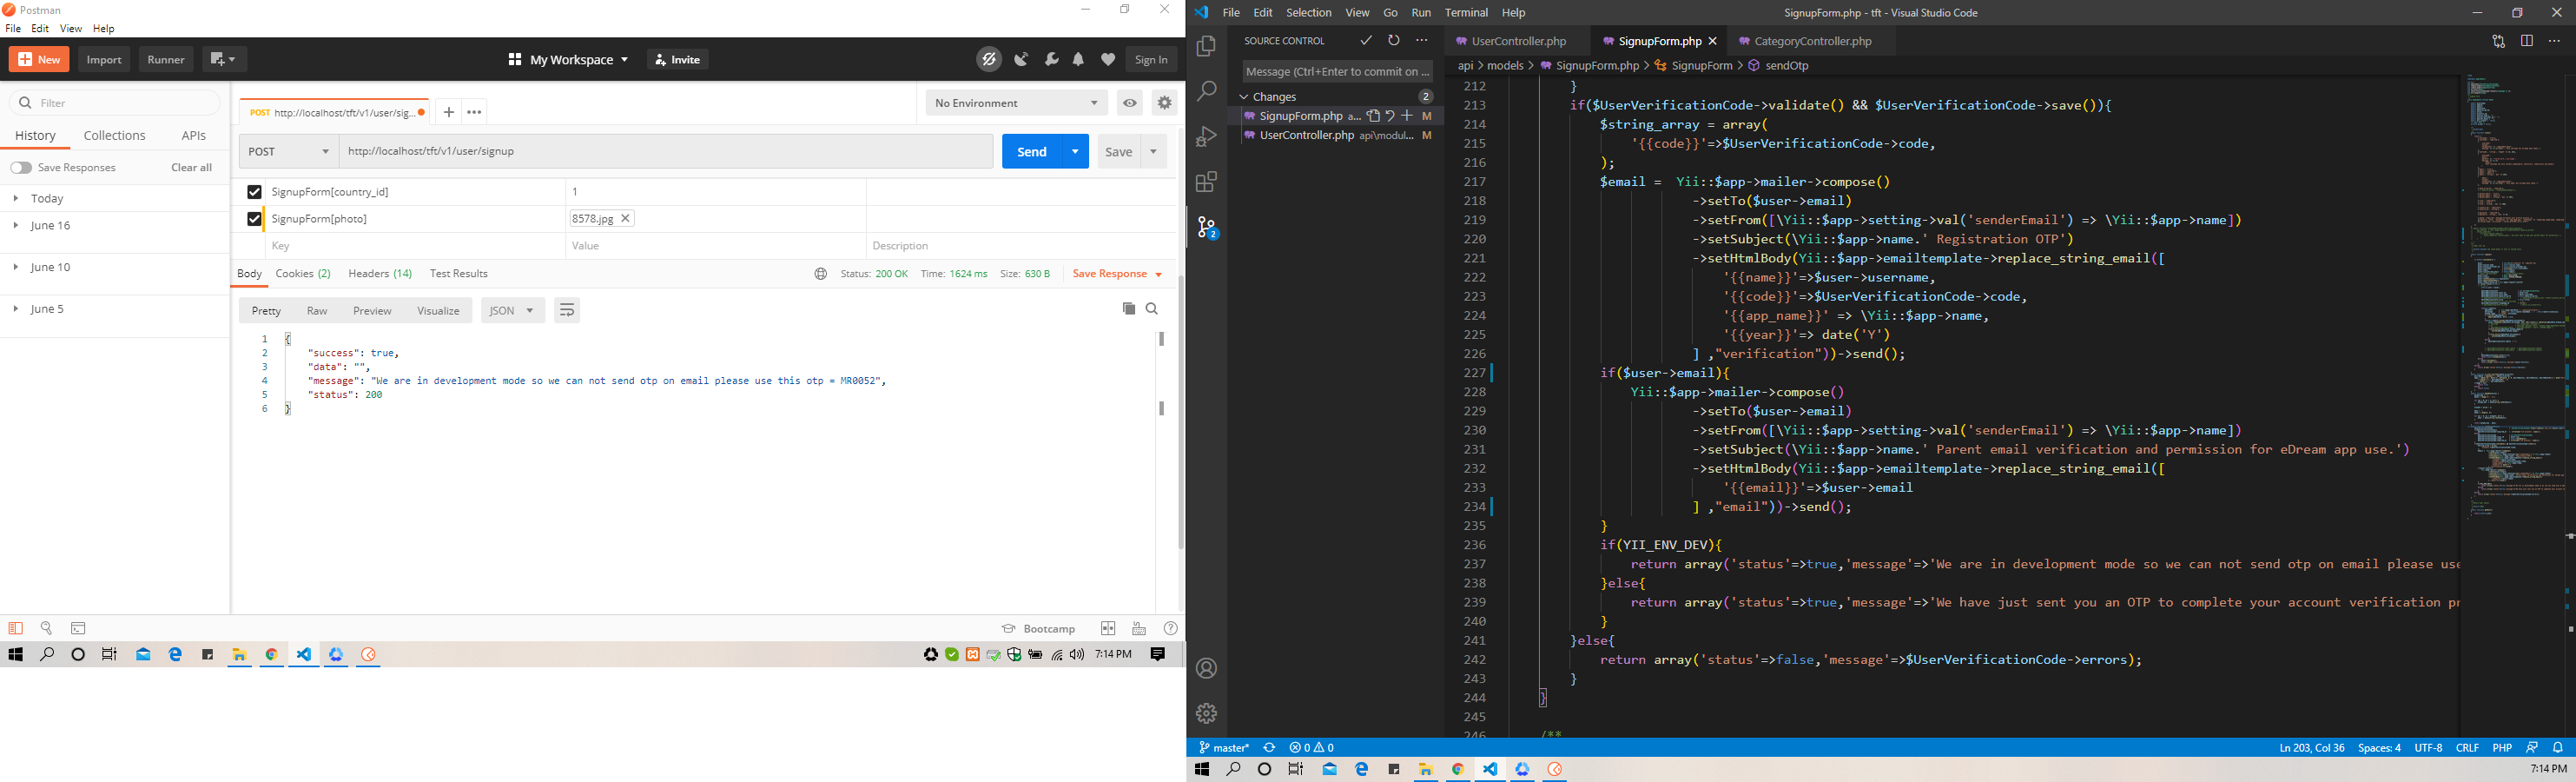 Postman
File Edit View Help
New Import Runner My Workspace Invite Sign In
Filter
History Collections APIs
Save Responses Clear all
Today
June 16
June 10
June 5
POST http://localhost/tft/v1/user/sig...
No Environment
POST http://localhost/tft/v1/user/signup Send Save
SignupForm[country_id] 1
SignupForm[photo] 8578.jpg
Key Value Description
Body Cookies (2) Headers (14) Test Results Status: 200 OK Time: 1624 ms Size: 630 B Save Response
Pretty Raw Preview Visualize JSON
1 {
2 "success": true,
3 "data": "",
4 "message": "We are in development mode so we can not send otp on email please use this otp = MR0052",
5 "status": 200
6 }
Bootcamp
7:14 PM
File Edit Selection View Go Run Terminal Help SignupForm.php - tft - Visual Studio Code
SOURCE CONTROL
Message (Ctrl+Enter to commit on ...
Changes 2
SignupForm.php a... M
UserController.php api\modul... M
2
UserController.php SignupForm.php CategoryController.php
api > models > SignupForm.php > SignupForm > sendOtp
212 }
213 if($UserVerificationCode->validate() && $UserVerificationCode->save()){
214 $string_array = array(
215 '{{code}}'=>$UserVerificationCode->code,
216 );
217 $email = Yii::$app->mailer->compose()
218 ->setTo($user->email)
219 ->setFrom([\Yii::$app->setting->val('senderEmail') => \Yii::$app->name])
220 ->setSubject(\Yii::$app->name.' Registration OTP')
221 ->setHtmlBody(Yii::$app->emailtemplate->replace_string_email([
222 '{{name}}'=>$user->username,
223 '{{code}}'=>$UserVerificationCode->code,
224 '{{app_name}}' => \Yii::$app->name,
225 '{{year}}'=> date('Y')
226 ] ,"verification"))->send();
227 if($user->email){
228 Yii::$app->mailer->compose()
229 ->setTo($user->email)
230 ->setFrom([\Yii::$app->setting->val('senderEmail') => \Yii::$app->name])
231 ->setSubject(\Yii::$app->name.' Parent email verification and permission for eDream app use.')
232 ->setHtmlBody(Yii::$app->emailtemplate->replace_string_email([
233 '{{email}}'=>$user->email
234 ] ,"email"))->send();
235 }
236 if(YII_ENV_DEV){
237 return array('status'=>true,'message'=>'We are in development mode so we can not send otp on email please use
238 }else{
239 return array('status'=>true,'message'=>'We have just sent you an OTP to complete your account verification pr
240 }
241 }else{
242 return array('status'=>false,'message'=>$UserVerificationCode->errors);
243 }
244 }
245
246 /**
master* 0 0 Ln 203, Col 36 Spaces: 4 UTF-8 CRLF PHP
7:14 PM